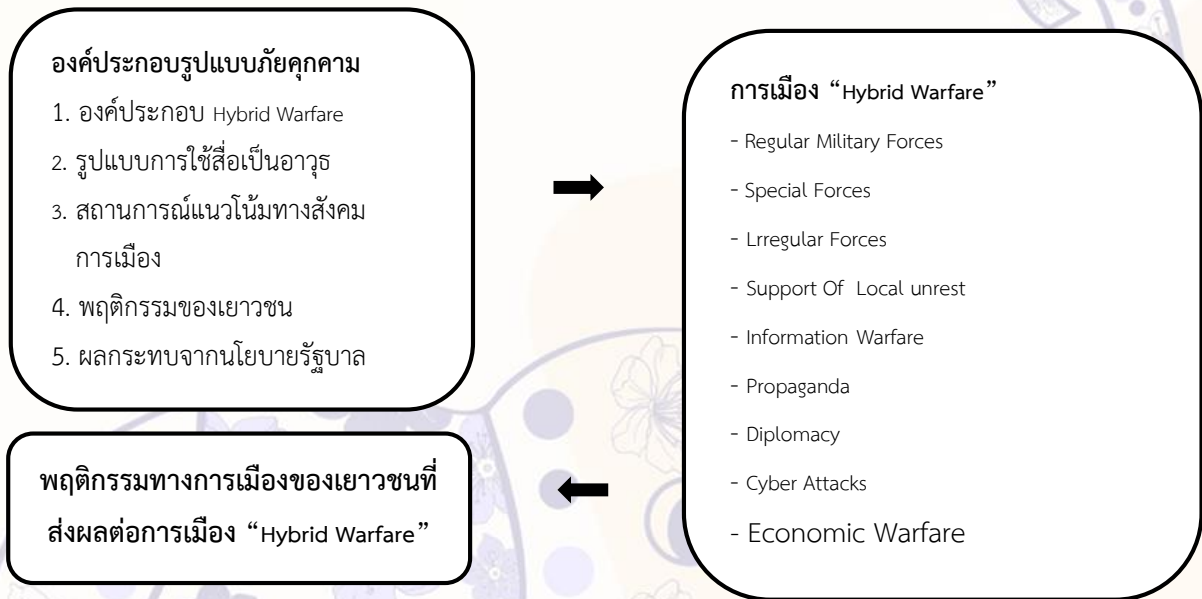 องค์ประกอบรูปแบบภัยคุกคาม
1. องค์ประกอบ Hybrid Warfare
2. รูปแบบการใช้สื่อเป็นอาวุธ
3. สถานการณ์แนวโน้มทางสังคม
การเมือง
4. พฤติกรรมของเยาวชน
5. ผลกระทบจากนโยบายรัฐบาล
การเมือง “Hybrid Warfare”
- Regular Military Forces
- Special Forces
- Lrregular Forces
- Support Of Local unrest
- Information Warfare
- Propaganda
- Diplomacy
- Cyber Attacks
- Economic Warfare
พฤติกรรมทางการเมืองของเยาวชนที่
ส่งผลต่อการเมือง “Hybrid Warfare”